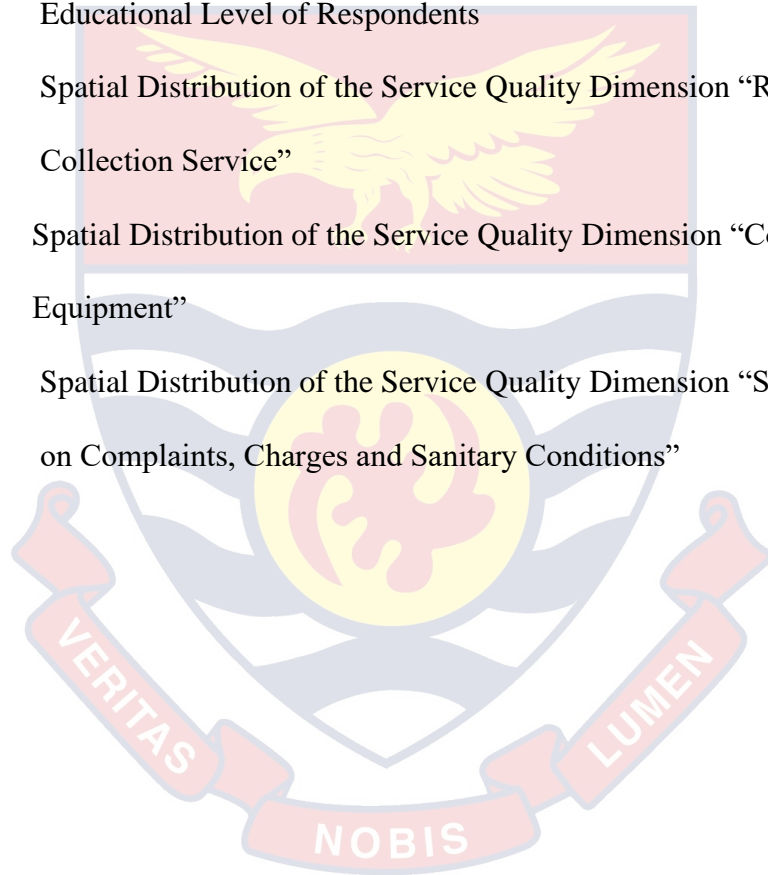 Educational Level of Respondents
Spatial Distribution of the Service Quality Dimension “
Collection Service”
Spatial Distribution of the Service Quality Dimension “
Equipment”
Spatial Distribution of the Service Quality Dimension “
on Complaints, Charges and Sanitary Conditions”
VERITAS
NOBIS
LUMEN